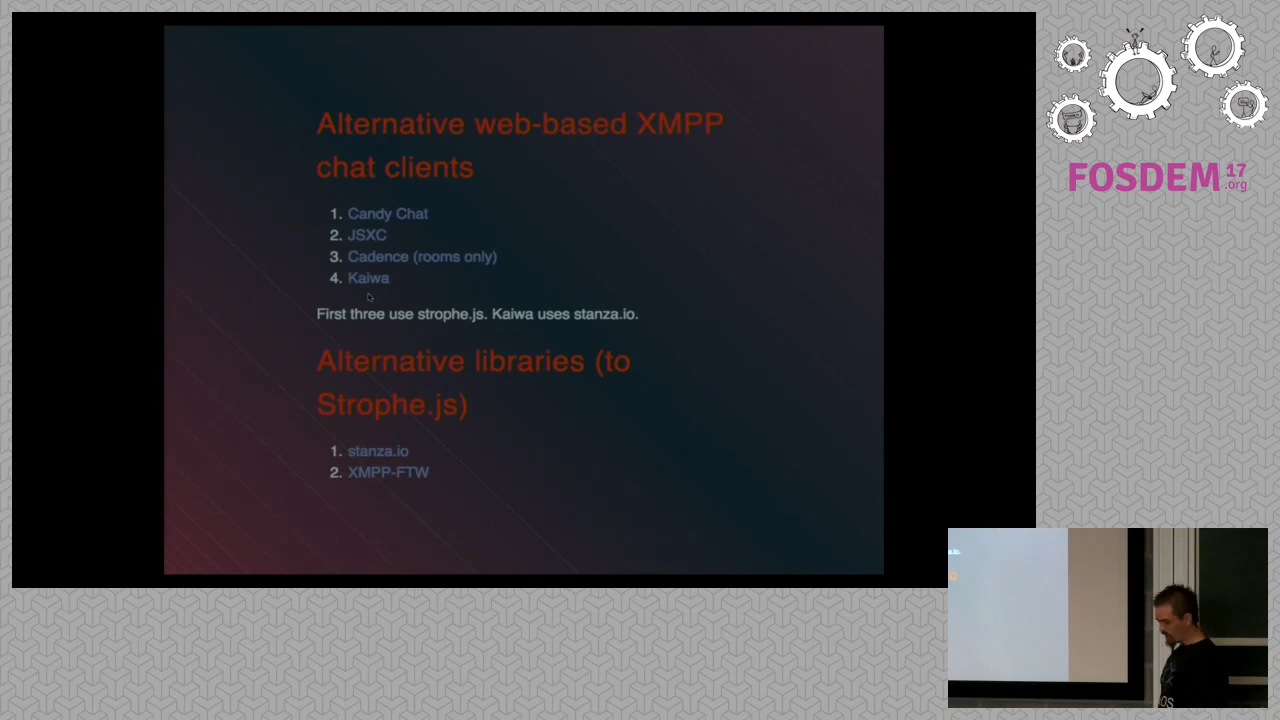 Alternative web-based XMPP
chat clients
1. Candy Chat
2. JSXC
3. Cadence (rooms only)
4. Kaiwa
First three use strophe.js. Kaiwa uses stanza.io.
Alternative libraries (to
Strophe.js)
1. stanza.io
2. XMPP-FTW
FOSDEM 17
.org